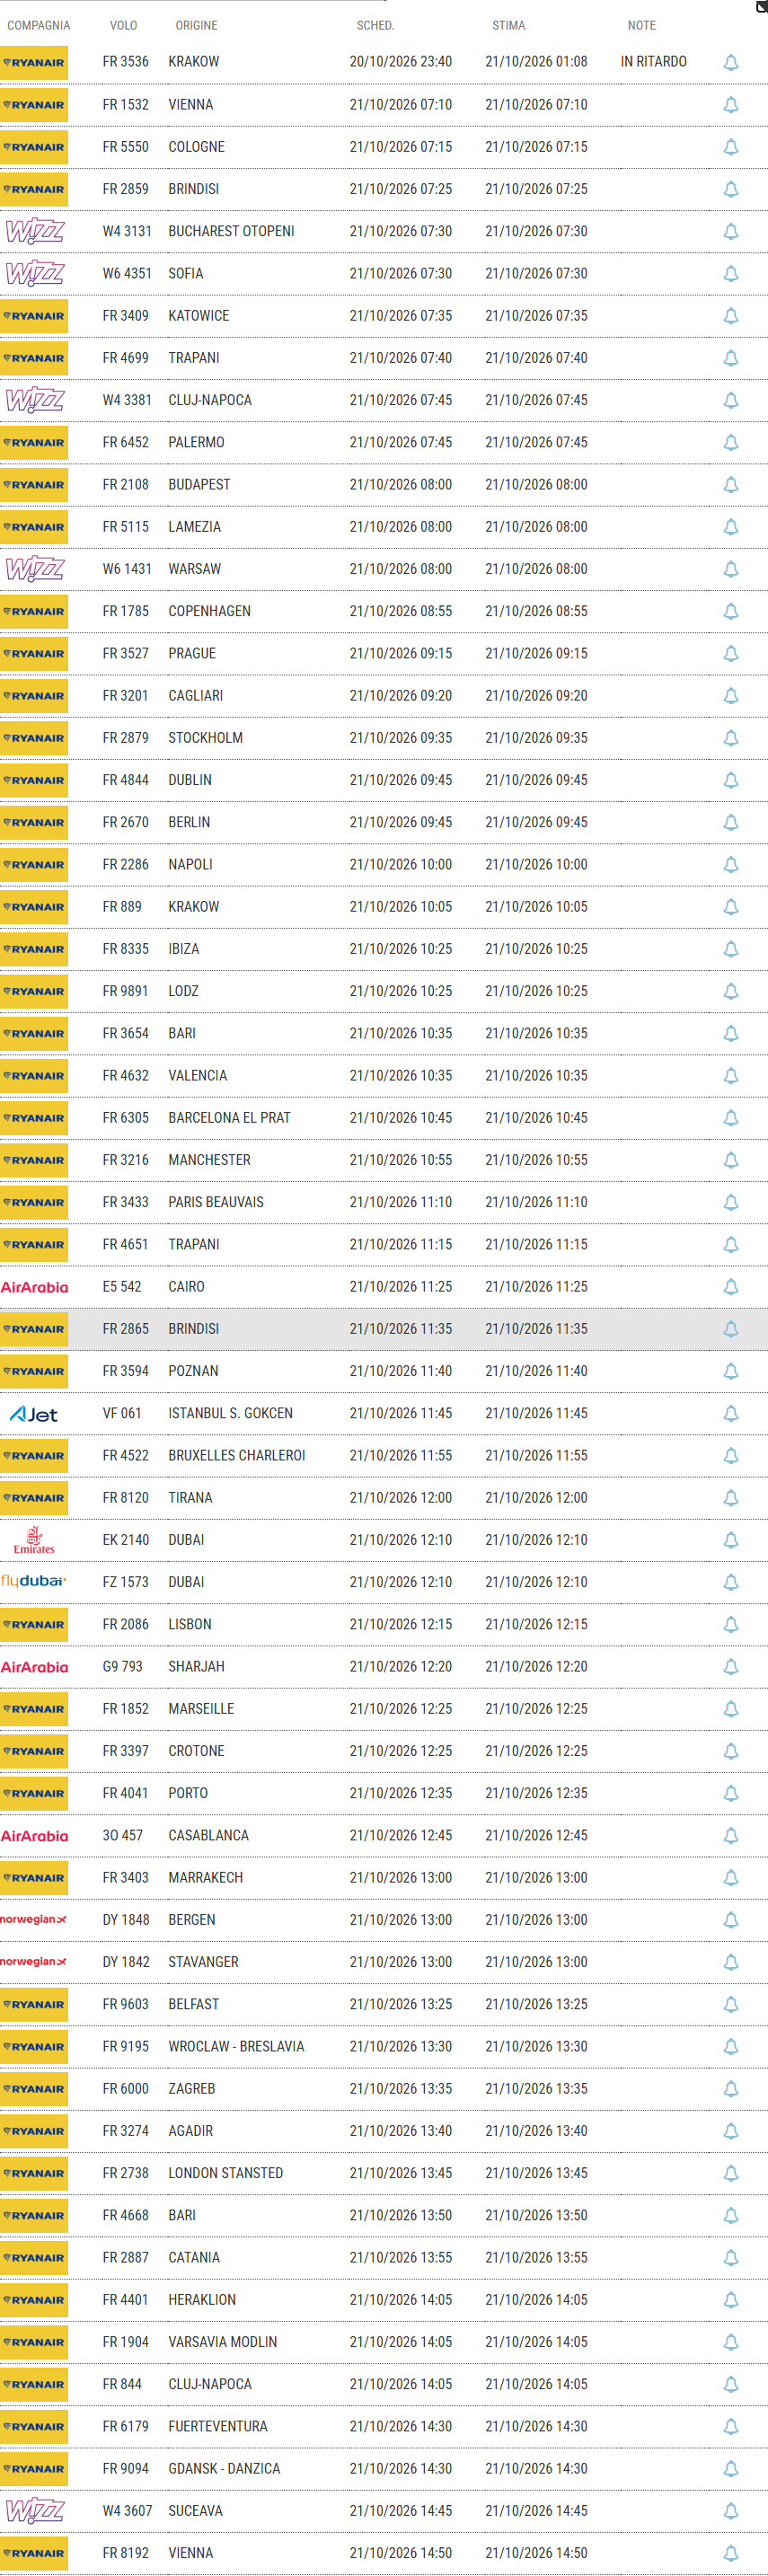 COMPAGNIA VOLO ORIGINE SCHED. STIMA NOTE
RYANAIR FR 3536 KRAKOW 20/10/2026 23:40 21/10/2026 01:08 IN RITARDO
RYANAIR FR 1532 VIENNA 21/10/2026 07:10 21/10/2026 07:10
RYANAIR FR 5550 COLOGNE 21/10/2026 07:15 21/10/2026 07:15
RYANAIR FR 2859 BRINDISI 21/10/2026 07:25 21/10/2026 07:25
WIZZ W4 3131 BUCHAREST OTOPENI 21/10/2026 07:30 21/10/2026 07:30
WIZZ W6 4351 SOFIA 21/10/2026 07:30 21/10/2026 07:30
RYANAIR FR 3409 KATOWICE 21/10/2026 07:35 21/10/2026 07:35
RYANAIR FR 4699 TRAPANI 21/10/2026 07:40 21/10/2026 07:40
WIZZ W4 3381 CLUJ-NAPOCA 21/10/2026 07:45 21/10/2026 07:45
RYANAIR FR 6452 PALERMO 21/10/2026 07:45 21/10/2026 07:45
RYANAIR FR 2108 BUDAPEST 21/10/2026 08:00 21/10/2026 08:00
RYANAIR FR 5115 LAMEZIA 21/10/2026 08:00 21/10/2026 08:00
WIZZ W6 1431 WARSAW 21/10/2026 08:00 21/10/2026 08:00
RYANAIR FR 1785 COPENHAGEN 21/10/2026 08:55 21/10/2026 08:55
RYANAIR FR 3527 PRAGUE 21/10/2026 09:15 21/10/2026 09:15
RYANAIR FR 3201 CAGLIARI 21/10/2026 09:20 21/10/2026 09:20
RYANAIR FR 2879 STOCKHOLM 21/10/2026 09:35 21/10/2026 09:35
RYANAIR FR 4844 DUBLIN 21/10/2026 09:45 21/10/2026 09:45
RYANAIR FR 2670 BERLIN 21/10/2026 09:45 21/10/2026 09:45
RYANAIR FR 2286 NAPOLI 21/10/2026 10:00 21/10/2026 10:00
RYANAIR FR 889 KRAKOW 21/10/2026 10:05 21/10/2026 10:05
RYANAIR FR 8335 IBIZA 21/10/2026 10:25 21/10/2026 10:25
RYANAIR FR 9891 LODZ 21/10/2026 10:25 21/10/2026 10:25
RYANAIR FR 3654 BARI 21/10/2026 10:35 21/10/2026 10:35
RYANAIR FR 4632 VALENCIA 21/10/2026 10:35 21/10/2026 10:35
RYANAIR FR 6305 BARCELONA EL PRAT 21/10/2026 10:45 21/10/2026 10:45
RYANAIR FR 3216 MANCHESTER 21/10/2026 10:55 21/10/2026 10:55
RYANAIR FR 3433 PARIS BEAUVAIS 21/10/2026 11:10 21/10/2026 11:10
RYANAIR FR 4651 TRAPANI 21/10/2026 11:15 21/10/2026 11:15
AirArabia E5 542 CAIRO 21/10/2026 11:25 21/10/2026 11:25
RYANAIR FR 2865 BRINDISI 21/10/2026 11:35 21/10/2026 11:35
RYANAIR FR 3594 POZNAN 21/10/2026 11:40 21/10/2026 11:40
AJet VF 061 ISTANBUL S. GOKCEN 21/10/2026 11:45 21/10/2026 11:45
RYANAIR FR 4522 BRUXELLES CHARLEROI 21/10/2026 11:55 21/10/2026 11:55
RYANAIR FR 8120 TIRANA 21/10/2026 12:00 21/10/2026 12:00
Emirates EK 2140 DUBAI 21/10/2026 12:10 21/10/2026 12:10
flydubai FZ 1573 DUBAI 21/10/2026 12:10 21/10/2026 12:10
RYANAIR FR 2086 LISBON 21/10/2026 12:15 21/10/2026 12:15
AirArabia G9 793 SHARJAH 21/10/2026 12:20 21/10/2026 12:20
RYANAIR FR 1852 MARSEILLE 21/10/2026 12:25 21/10/2026 12:25
RYANAIR FR 3397 CROTONE 21/10/2026 12:25 21/10/2026 12:25
RYANAIR FR 4041 PORTO 21/10/2026 12:35 21/10/2026 12:35
AirArabia 3O 457 CASABLANCA 21/10/2026 12:45 21/10/2026 12:45
RYANAIR FR 3403 MARRAKECH 21/10/2026 13:00 21/10/2026 13:00
norwegian DY 1848 BERGEN 21/10/2026 13:00 21/10/2026 13:00
norwegian DY 1842 STAVANGER 21/10/2026 13:00 21/10/2026 13:00
RYANAIR FR 9603 BELFAST 21/10/2026 13:25 21/10/2026 13:25
RYANAIR FR 9195 WROCLAW - BRESLAVIA 21/10/2026 13:30 21/10/2026 13:30
RYANAIR FR 6000 ZAGREB 21/10/2026 13:35 21/10/2026 13:35
RYANAIR FR 3274 AGADIR 21/10/2026 13:40 21/10/2026 13:40
RYANAIR FR 2738 LONDON STANSTED 21/10/2026 13:45 21/10/2026 13:45
RYANAIR FR 4668 BARI 21/10/2026 13:50 21/10/2026 13:50
RYANAIR FR 2887 CATANIA 21/10/2026 13:55 21/10/2026 13:55
RYANAIR FR 4401 HERAKLION 21/10/2026 14:05 21/10/2026 14:05
RYANAIR FR 1904 VARSAVIA MODLIN 21/10/2026 14:05 21/10/2026 14:05
RYANAIR FR 844 CLUJ-NAPOCA 21/10/2026 14:05 21/10/2026 14:05
RYANAIR FR 6179 FUERTEVENTURA 21/10/2026 14:30 21/10/2026 14:30
RYANAIR FR 9094 GDANSK - DANZICA 21/10/2026 14:30 21/10/2026 14:30
WIZZ W4 3607 SUCEAVA 21/10/2026 14:45 21/10/2026 14:45
RYANAIR FR 8192 VIENNA 21/10/2026 14:50 21/10/2026 14:50